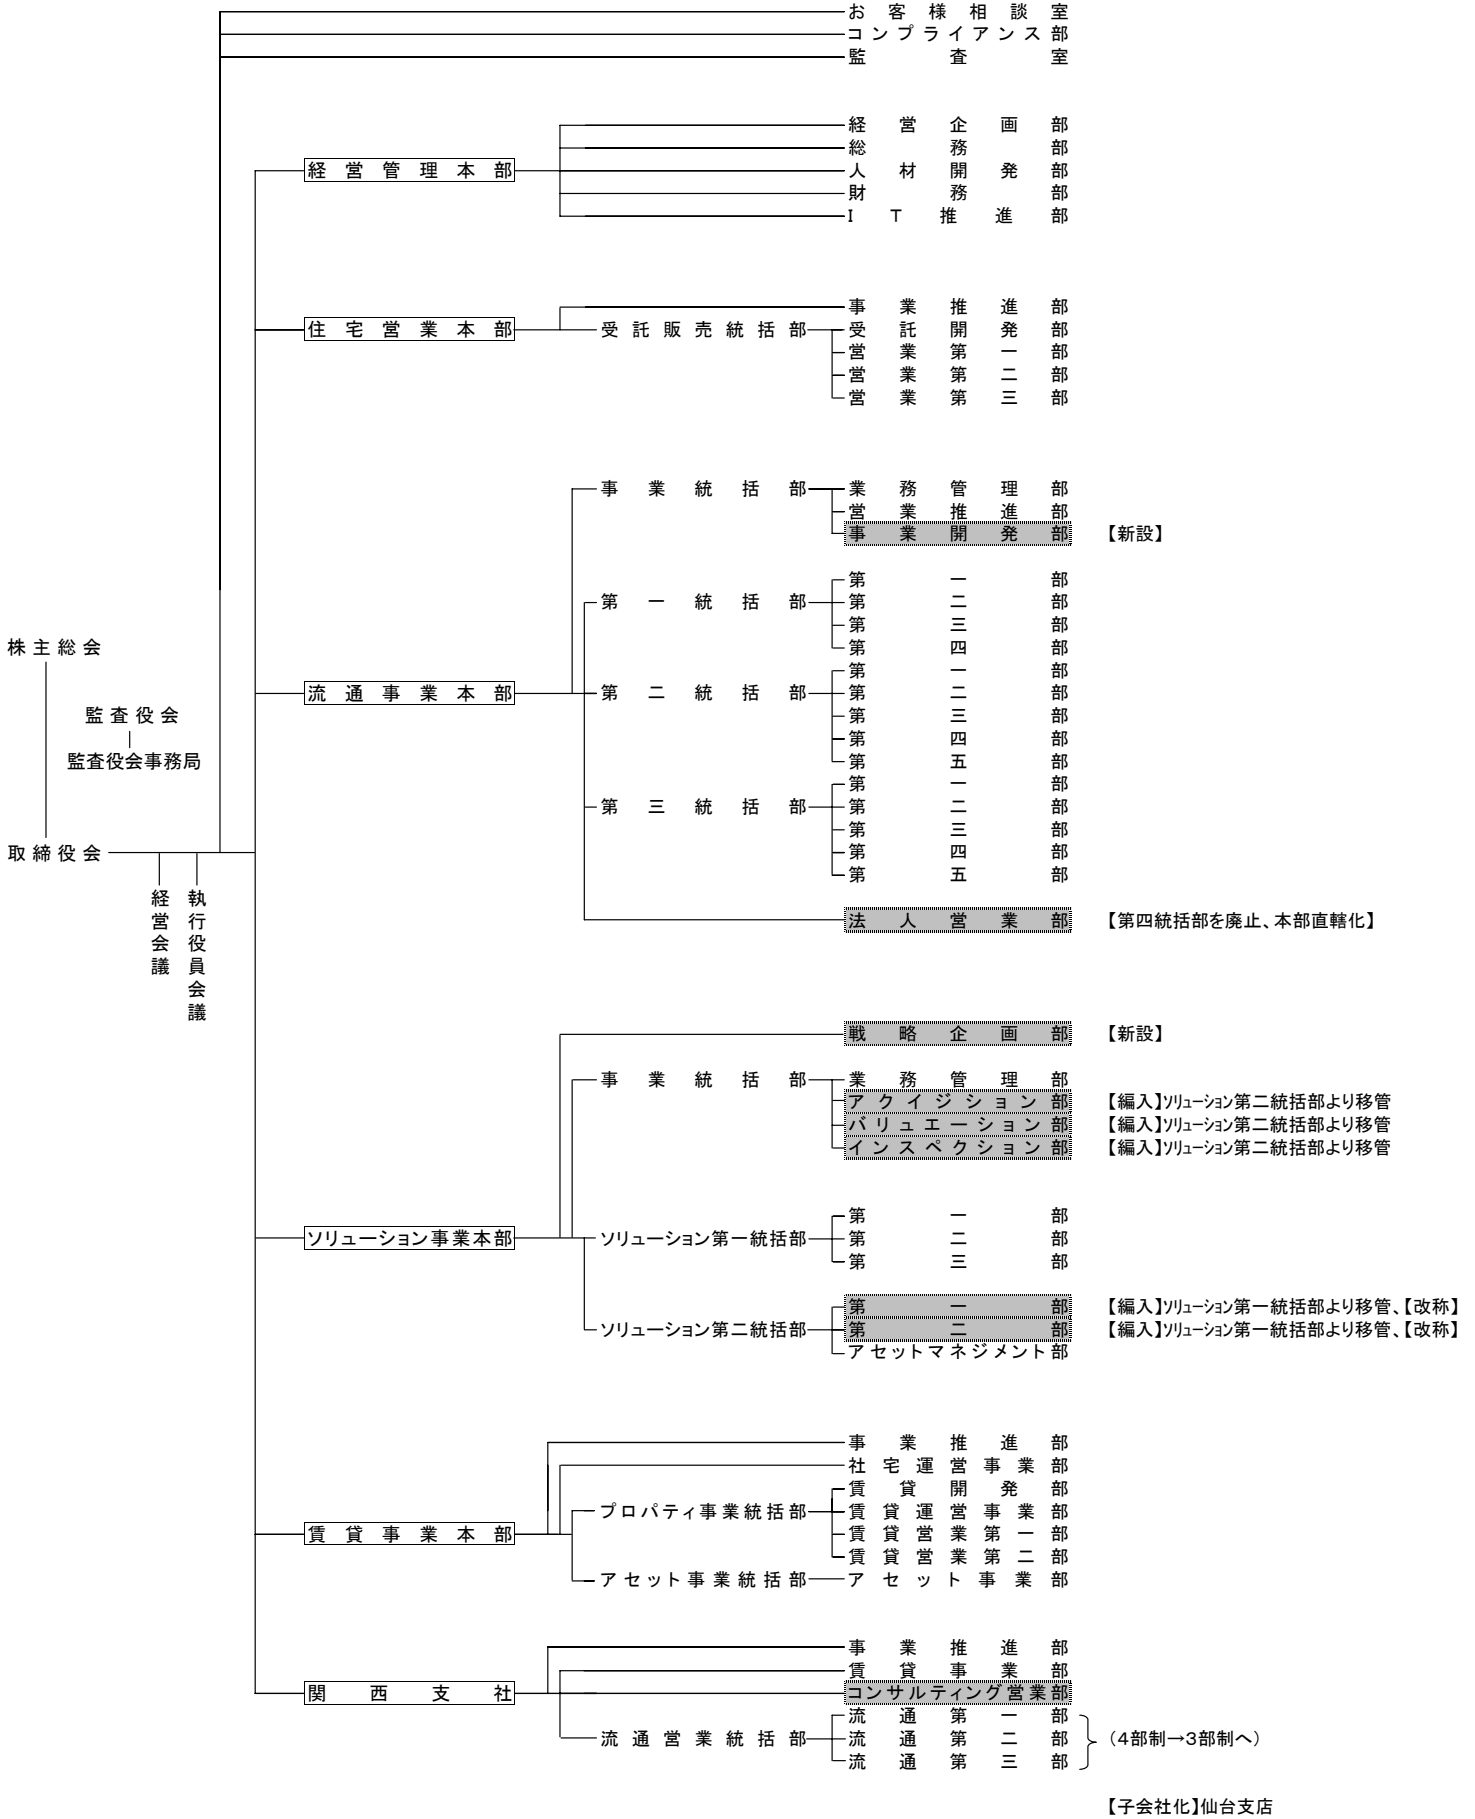 お客様相談室
コンプライアンス部
監査室
経営企画部
総務部
経営管理本部
人材開発部
財務部
IT推進部
事業推進部
住宅営業本部
受託販売統括部
受託開発部
営業第一部
営業第二部
営業第三部
事業統括部
業務管理部
営業推進部
事業開発部
【新設】
第一部
第一統括部
第二部
第三部
株主総会
第四部
第一部
流通事業本部
第二統括部
第二部
監査役会
第三部
第四部
監査役会事務局
第五部
第一部
第三統括部
第二部
第三部
取締役会
第四部
第五部
経営会議
執行役員会議
法人営業部
【第四統括部を廃止、本部直轄化】
戦略企画部
【新設】
事業統括部
業務管理部
アクイジション部
【編入】ソリューション第二統括部より移管
バリュエーション部
【編入】ソリューション第二統括部より移管
インスペクション部
【編入】ソリューション第二統括部より移管
第一部
ソリューション事業本部
ソリューション第一統括部
第二部
第三部
第一部
【編入】ソリューション第一統括部より移管、【改称】
ソリューション第二統括部
第二部
【編入】ソリューション第一統括部より移管、【改称】
アセットマネジメント部
事業推進部
社宅運営事業部
賃貸開発部
プロパティ事業統括部
賃貸運営事業部
賃貸事業本部
賃貸営業第一部
賃貸営業第二部
アセット事業統括部
アセット事業部
事業推進部
賃貸事業部
関西支社
コンサルティング営業部
流通第一部
流通営業統括部
流通第二部
（4部制→3部制へ）
流通第三部
【子会社化】仙台支店